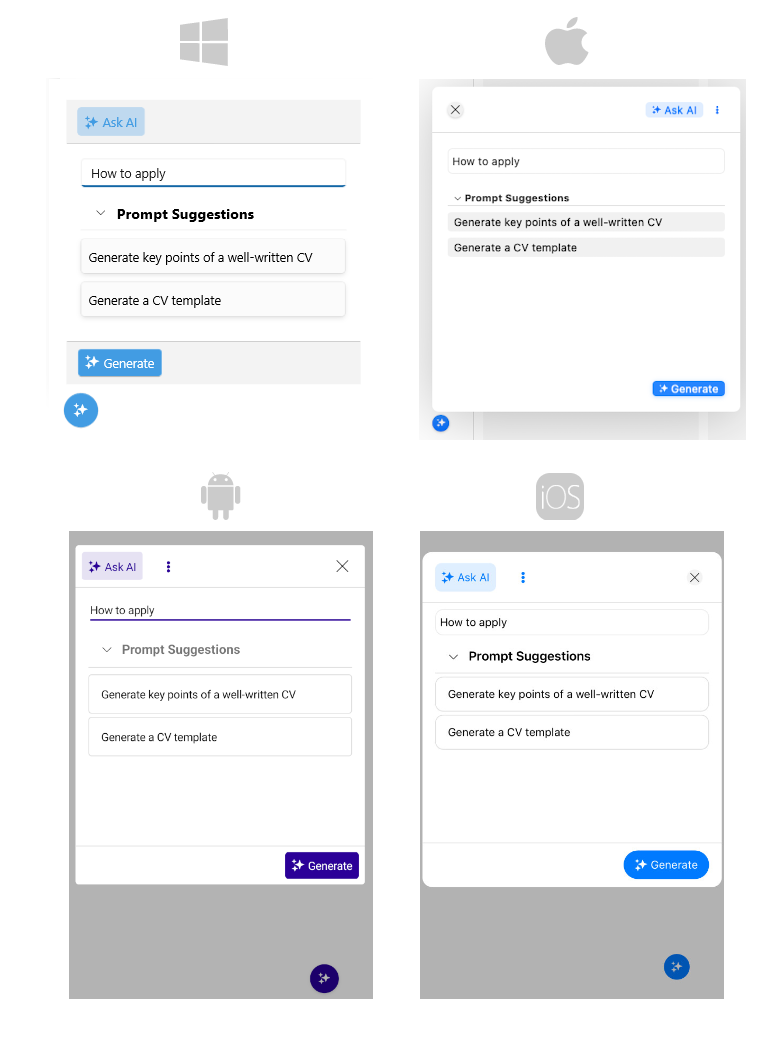 Ask AI
How to apply
Prompt Suggestions
Generate key points of a well-written CV
Generate a CV template
Generate
Ask AI
How to apply
Prompt Suggestions
Generate key points of a well-written CV
Generate a CV template
Generate
iOS
Ask AI
How to apply
Prompt Suggestions
Generate key points of a well-written CV
Generate a CV template
Generate
Ask AI
How to apply
Prompt Suggestions
Generate key points of a well-written CV
Generate a CV template
Generate